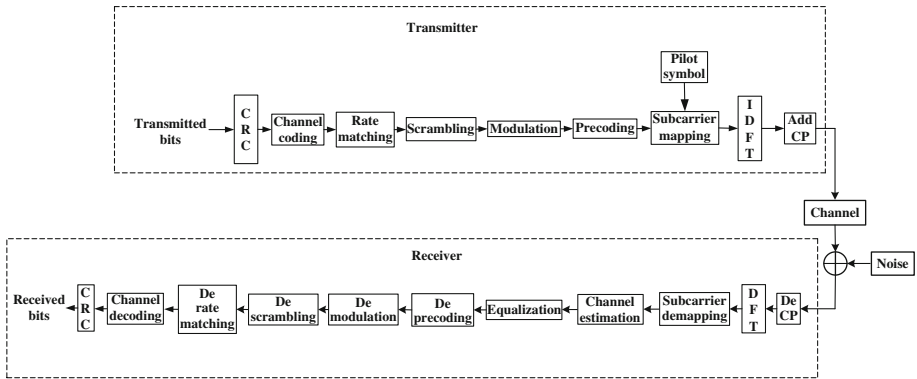 Transmitter
Pilot
symbol
Transmitted
bits
C
R
C
Channel
coding
Rate
matching
Scrambling
Modulation
Precoding
Subcarrier
mapping
I
D
F
T
Add
CP
Channel
Noise
Receiver
Received
bits
C
R
C
Channel
decoding
De
rate
matching
De
scrambling
De
modulation
De
precoding
Equalization
Channel
estimation
Subcarrier
demapping
D
F
T
De
CP